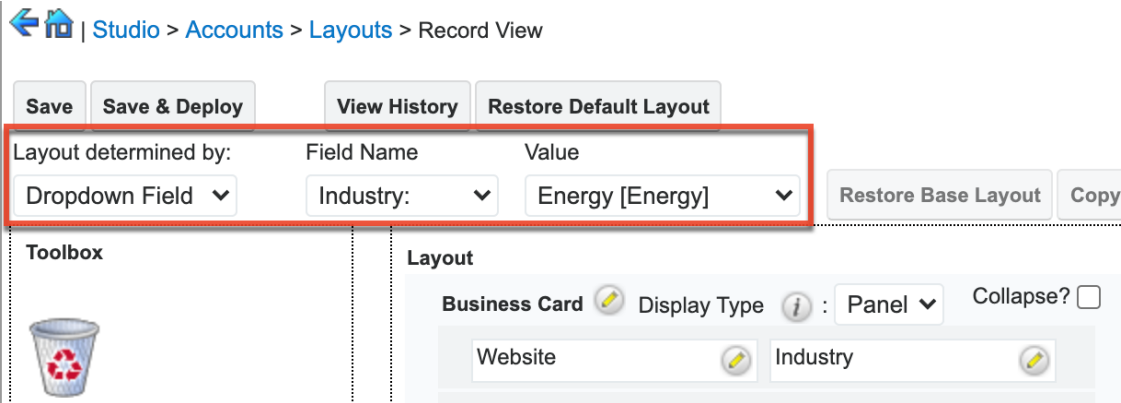 | Studio > Accounts > Layouts > Record View
Save Save & Deploy View History Restore Default Layout
Layout determined by: Field Name Value
Dropdown Field Industry: Energy [Energy] Restore Base Layout Copy
Toolbox
Layout
Business Card Display Type i : Panel Collapse?
Website Industry